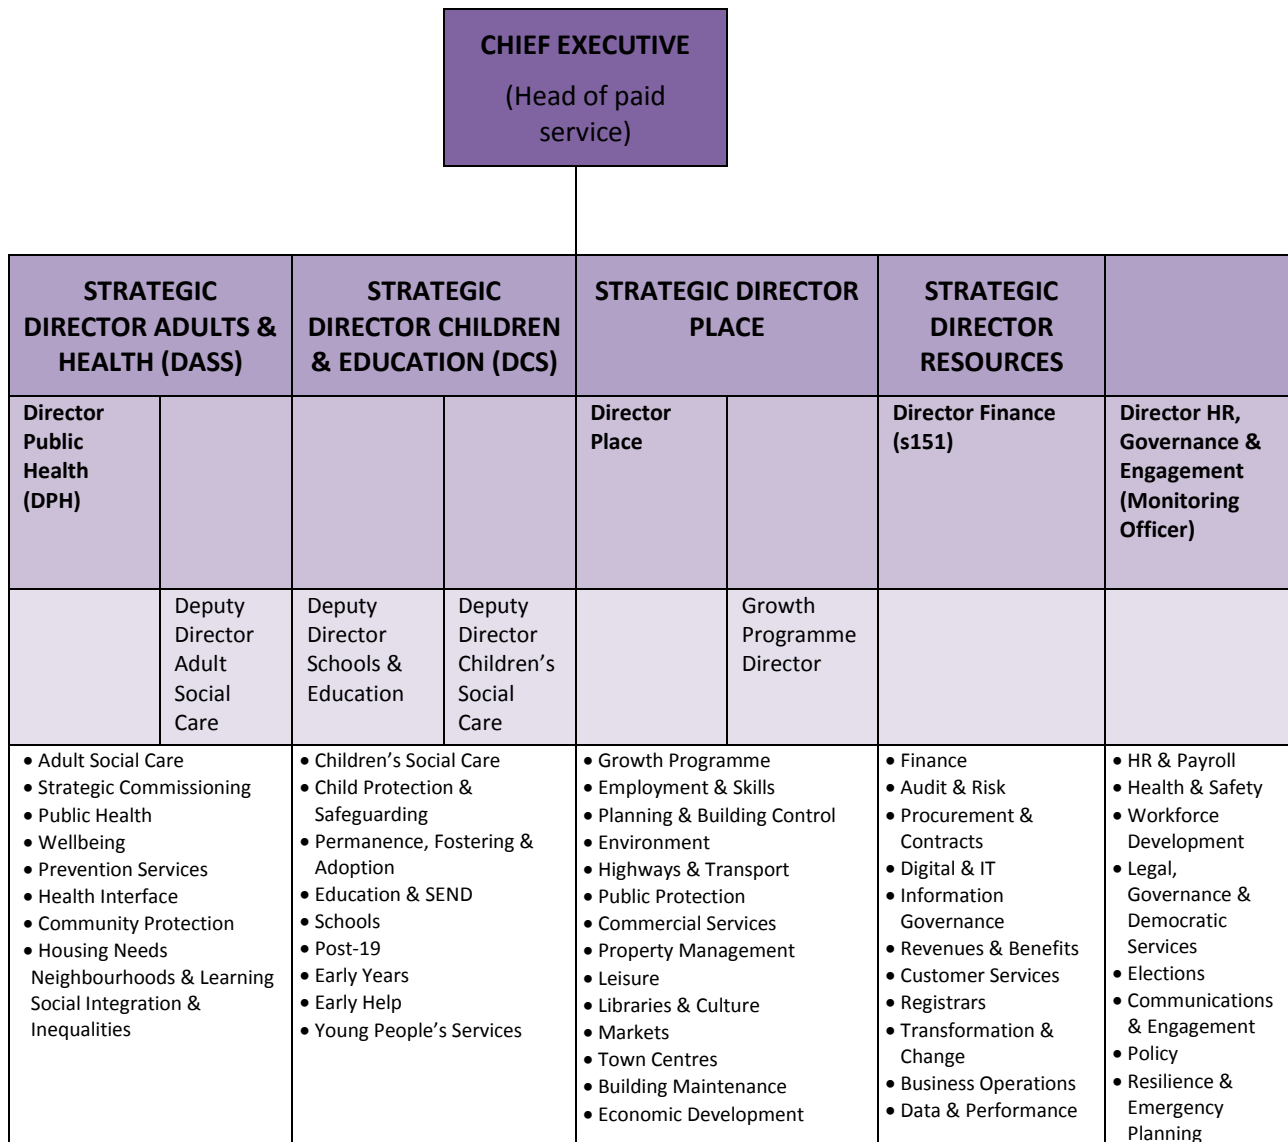 CHIEF EXECUTIVE
(Head of paid
service)
STRATEGIC
DIRECTOR ADULTS &
HEALTH (DASS)
STRATEGIC
DIRECTOR CHILDREN
& EDUCATION (DCS)
STRATEGIC DIRECTOR
PLACE
STRATEGIC
DIRECTOR
RESOURCES
Director
Public
Health
(DPH)
Director
Place
Director Finance
(s151)
Director HR,
Governance &
Engagement
(Monitoring
Officer)
Deputy
Director
Adult
Social
Care
Deputy
Director
Schools &
Education
Deputy
Director
Children’s
Social
Care
Growth
Programme
Director
• Adult Social Care
• Strategic Commissioning
• Public Health
• Wellbeing
• Prevention Services
• Health Interface
• Community Protection
• Housing Needs
Neighbourhoods & Learning
Social Integration &
Inequalities
• Children’s Social Care
• Child Protection &
Safeguarding
• Permanence, Fostering &
Adoption
• Education & SEND
• Schools
• Post-19
• Early Years
• Early Help
• Young People’s Services
• Growth Programme
• Employment & Skills
• Planning & Building Control
• Environment
• Highways & Transport
• Public Protection
• Commercial Services
• Property Management
• Leisure
• Libraries & Culture
• Markets
• Town Centres
• Building Maintenance
• Economic Development
• Finance
• Audit & Risk
• Procurement &
Contracts
• Digital & IT
• Information
Governance
• Revenues & Benefits
• Customer Services
• Registrars
• Transformation &
Change
• Business Operations
• Data & Performance
• HR & Payroll
• Health & Safety
• Workforce
Development
• Legal,
Governance &
Democratic
Services
• Elections
• Communications
& Engagement
• Policy
• Resilience &
Emergency
Planning